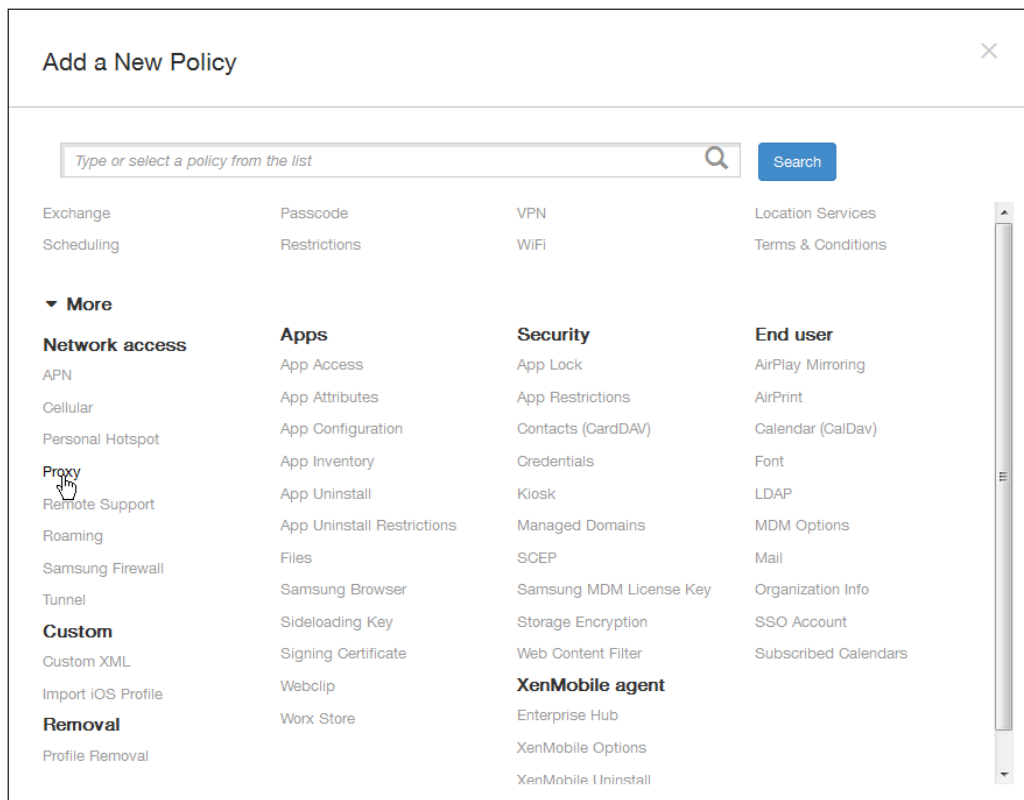 Add a New Policy
Type or select a policy from the list
Search
Exchange
Passcode
VPN
Location Services
Scheduling
Restrictions
WiFi
Terms & Conditions
More
Network access
APN
Cellular
Personal Hotspot
Proxy
Remote Support
Roaming
Samsung Firewall
Tunnel
Custom
Custom XML
Import iOS Profile
Removal
Profile Removal
Apps
App Access
App Attributes
App Configuration
App Inventory
App Uninstall
App Uninstall Restrictions
Files
Samsung Browser
Sideloading Key
Signing Certificate
Webclip
Worx Store
Security
App Lock
App Restrictions
Contacts (CardDAV)
Credentials
Kiosk
Managed Domains
SCEP
Samsung MDM License Key
Storage Encryption
Web Content Filter
XenMobile agent
Enterprise Hub
XenMobile Options
XenMobile Uninstall
End user
AirPlay Mirroring
AirPrint
Calendar (CalDav)
Font
LDAP
MDM Options
Mail
Organization Info
SSO Account
Subscribed Calendars